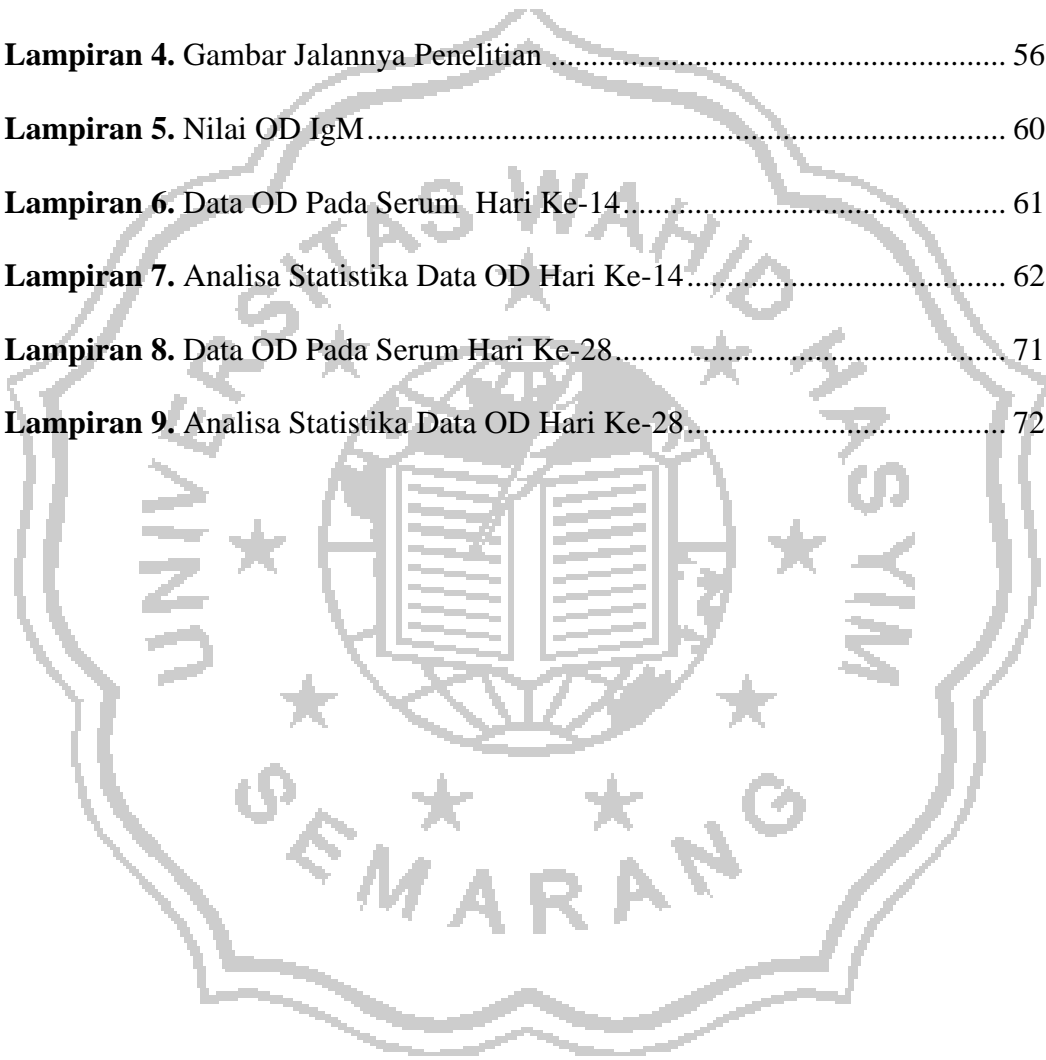 Lampiran 4. Gambar Jalannya Penelitian ........................................................ 56
Lampiran 5. Nilai OD IgM............................................................................... 60
Lampiran 6. Data OD Pada Serum  Hari Ke-14............................................... 61
Lampiran 7. Analisa Statistika Data OD Hari Ke-14....................................... 62
Lampiran 8. Data OD Pada Serum Hari Ke-28................................................ 71
Lampiran 9. Analisa Statistika Data OD Hari Ke-28....................................... 72
UNIVERSITAS WAHID HASYIM
SEMARANG